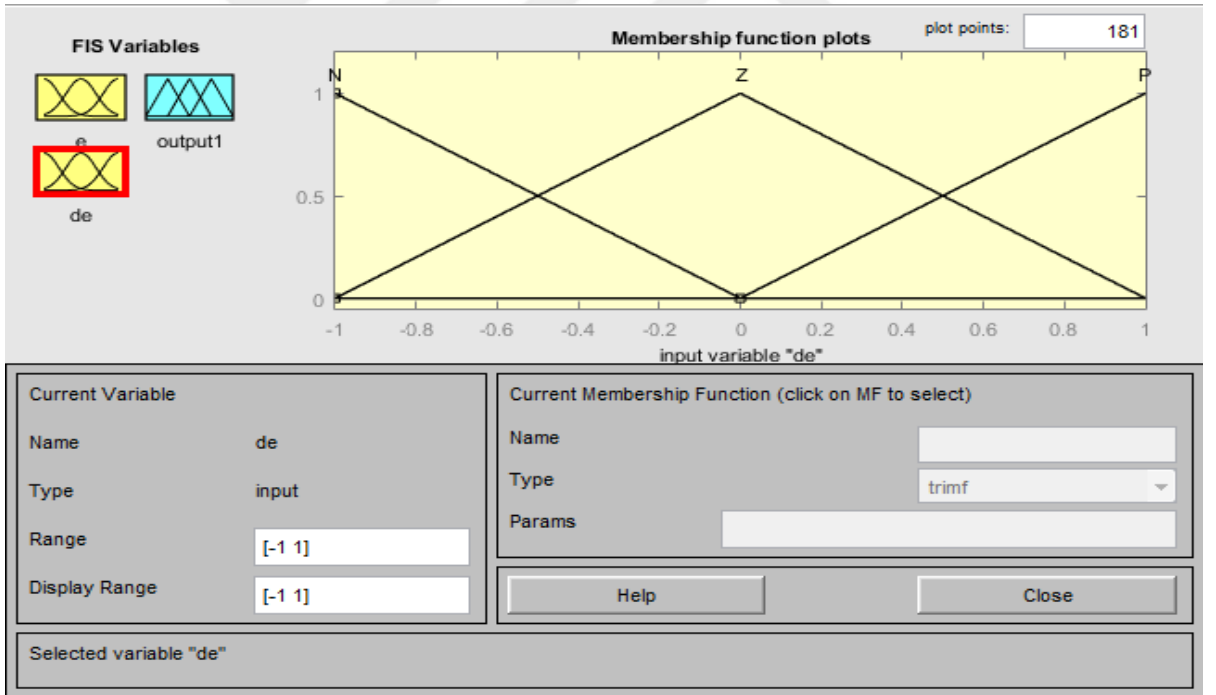 FIS Variables
Membership function plots
plot points:
181
N
Z
P
e
output1
de
1
0.5
0
-1
-0.8
-0.6
-0.4
-0.2
0
0.2
0.4
0.6
0.8
1
input variable "de"
Current Variable
Name
de
Type
input
Range
[-1 1]
Display Range
[-1 1]
Current Membership Function (click on MF to select)
Name
Type
trimf
Params
Help
Close
Selected variable "de"